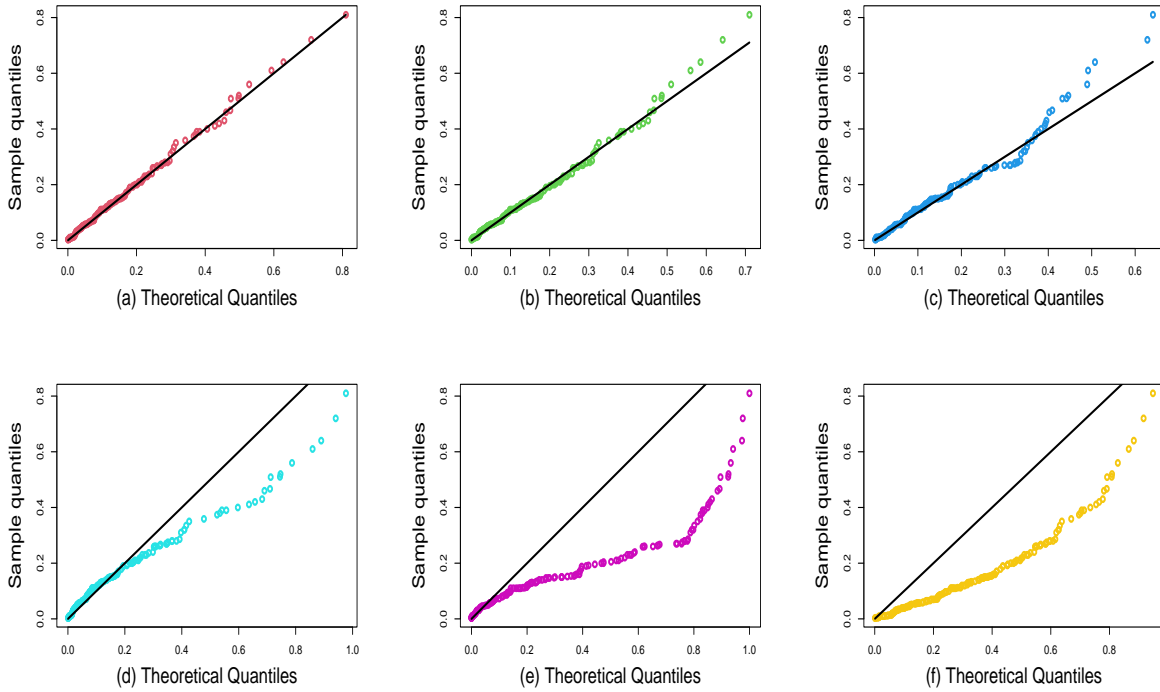 Sample quantiles
0.0 0.2 0.4 0.6 0.8
0.0 0.2 0.4 0.6 0.8
(a) Theoretical Quantiles
Sample quantiles
0.0 0.2 0.4 0.6 0.8
0.0 0.1 0.2 0.3 0.4 0.5 0.6 0.7
(b) Theoretical Quantiles
Sample quantiles
0.0 0.2 0.4 0.6 0.8
0.0 0.1 0.2 0.3 0.4 0.5 0.6
(c) Theoretical Quantiles
Sample quantiles
0.0 0.2 0.4 0.6 0.8
0.0 0.2 0.4 0.6 0.8 1.0
(d) Theoretical Quantiles
Sample quantiles
0.0 0.2 0.4 0.6 0.8
0.0 0.2 0.4 0.6 0.8 1.0
(e) Theoretical Quantiles
Sample quantiles
0.0 0.2 0.4 0.6 0.8
0.0 0.2 0.4 0.6 0.8
(f) Theoretical Quantiles